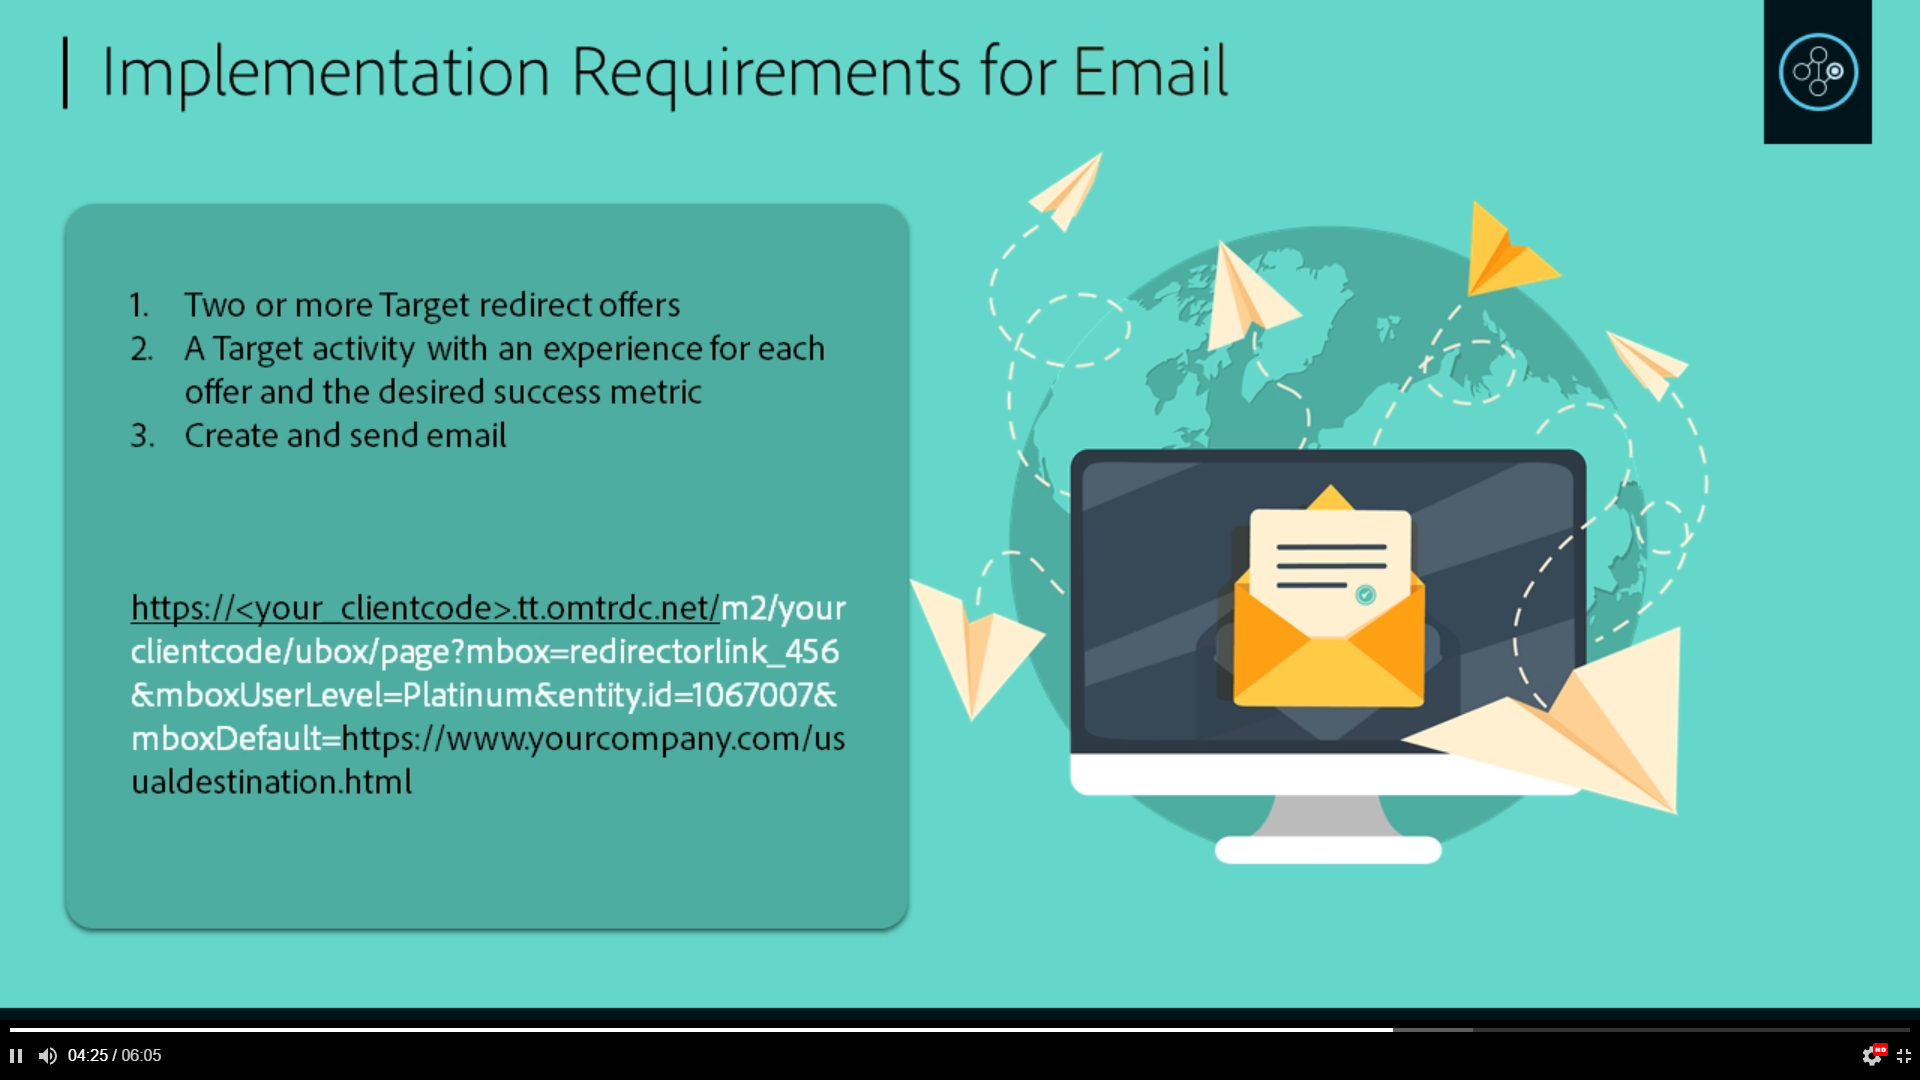 Implementation Requirements for Email
1. Two or more Target redirect offers
2. A Target activity with an experience for each
offer and the desired success metric
3. Create and send email
https://<your_clientcode>.tt.omtrdc.net/m2/your
clientcode/ubox/page?mbox=redirectorlink_456
&mboxUserLevel=Platinum&entity.id=1067007&
mboxDefault=https://www.yourcompany.com/us
ualdestination.html
04:25 / 06:05
HD